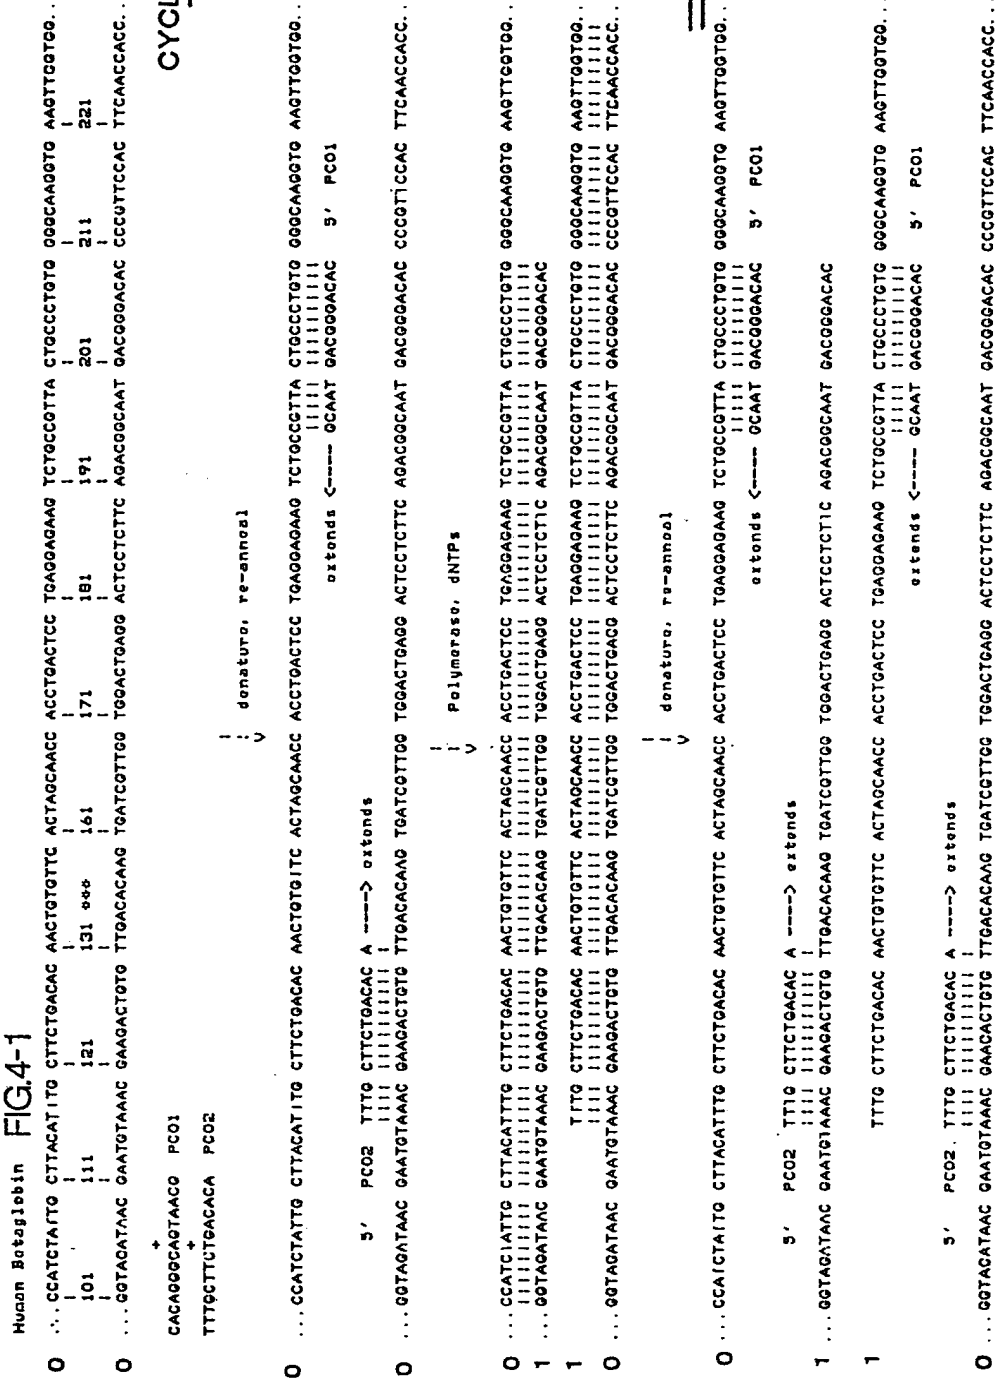 Human Betaglobin FIG.4-1
0 ...CCATCTATTG CTTACATTTG CTTCTGACAC AACTGTGTTC ACTAGCAACC ACCTGACTCC TGAGGAGAAG TCTGCCGTTA CTGCCCTGTG GGGCAAGGTG AAGTTGGTGG...
101 111 121 131 *** 161 171 181 191 201 211 221
0 ...GGTAGATAAC GAATGTAAAC GAAGACTGTG TTGACACAAG TGATCGTTGG TGGACTGAGG ACTCCTCTTC AGACGGCAAT GACGGGACAC CCCGTTCCAC TTCAACCACC...
CYCL
CACAGGGCAGTAACG PCO1
TTTGCTTCTGACACA PCO2
denature, re-anneal
0 ...CCATCTATTG CTTACATTTG CTTCTGACAC AACTGTGTTC ACTAGCAACC ACCTGACTCC TGAGGAGAAG TCTGCCGTTA CTGCCCTGTG GGGCAAGGTG AAGTTGGTGG...
extends <---- GCAAT GACGGGACAC 5' PCO1
5' PCO2 TTTG CTTCTGACAC A ----> extends
0 ...GGTAGATAAC GAATGTAAAC GAAGACTGTG TTGACACAAG TGATCGTTGG TGGACTGAGG ACTCCTCTTC AGACGGCAAT GACGGGACAC CCCGTTCCAC TTCAACCACC...
Polymerase, dNTPs
0 ...CCATCTATTG CTTACATTTG CTTCTGACAC AACTGTGTTC ACTAGCAACC ACCTGACTCC TGAGGAGAAG TCTGCCGTTA CTGCCCTGTG GGGCAAGGTG AAGTTGGTGG...
1 ...GGTAGATAAC GAATGTAAAC GAAGACTGTG TTGACACAAG TGATCGTTGG TGGACTGAGG ACTCCTCTTC AGACGGCAAT GACGGGACAC
1 TTTG CTTCTGACAC AACTGTGTTC ACTAGCAACC ACCTGACTCC TGAGGAGAAG TCTGCCGTTA CTGCCCTGTG GGGCAAGGTG AAGTTGGTGG...
0 ...GGTAGATAAC GAATGTAAAC GAAGACTGTG TTGACACAAG TGATCGTTGG TGGACTGAGG ACTCCTCTTC AGACGGCAAT GACGGGACAC CCCGTTCCAC TTCAACCACC...
denature, re-anneal
0 ...CCATCTATTG CTTACATTTG CTTCTGACAC AACTGTGTTC ACTAGCAACC ACCTGACTCC TGAGGAGAAG TCTGCCGTTA CTGCCCTGTG GGGCAAGGTG AAGTTGGTGG...
extends <---- GCAAT GACGGGACAC 5' PCO1
5' PCO2 TTTG CTTCTGACAC A ----> extends
1 ...GGTAGATAAC GAATGTAAAC GAAGACTGTG TTGACACAAG TGATCGTTGG TGGACTGAGG ACTCCTCTTC AGACGGCAAT GACGGGACAC
1 TTTG CTTCTGACAC AACTGTGTTC ACTAGCAACC ACCTGACTCC TGAGGAGAAG TCTGCCGTTA CTGCCCTGTG GGGCAAGGTG AAGTTGGTGG...
extends <---- GCAAT GACGGGACAC 5' PCO1
5' PCO2 TTTG CTTCTGACAC A ----> extends
0 ...GGTAGATAAC GAATGTAAAC GAAGACTGTG TTGACACAAG TGATCGTTGG TGGACTGAGG ACTCCTCTTC AGACGGCAAT GACGGGACAC CCCGTTCCAC TTCAACCACC...